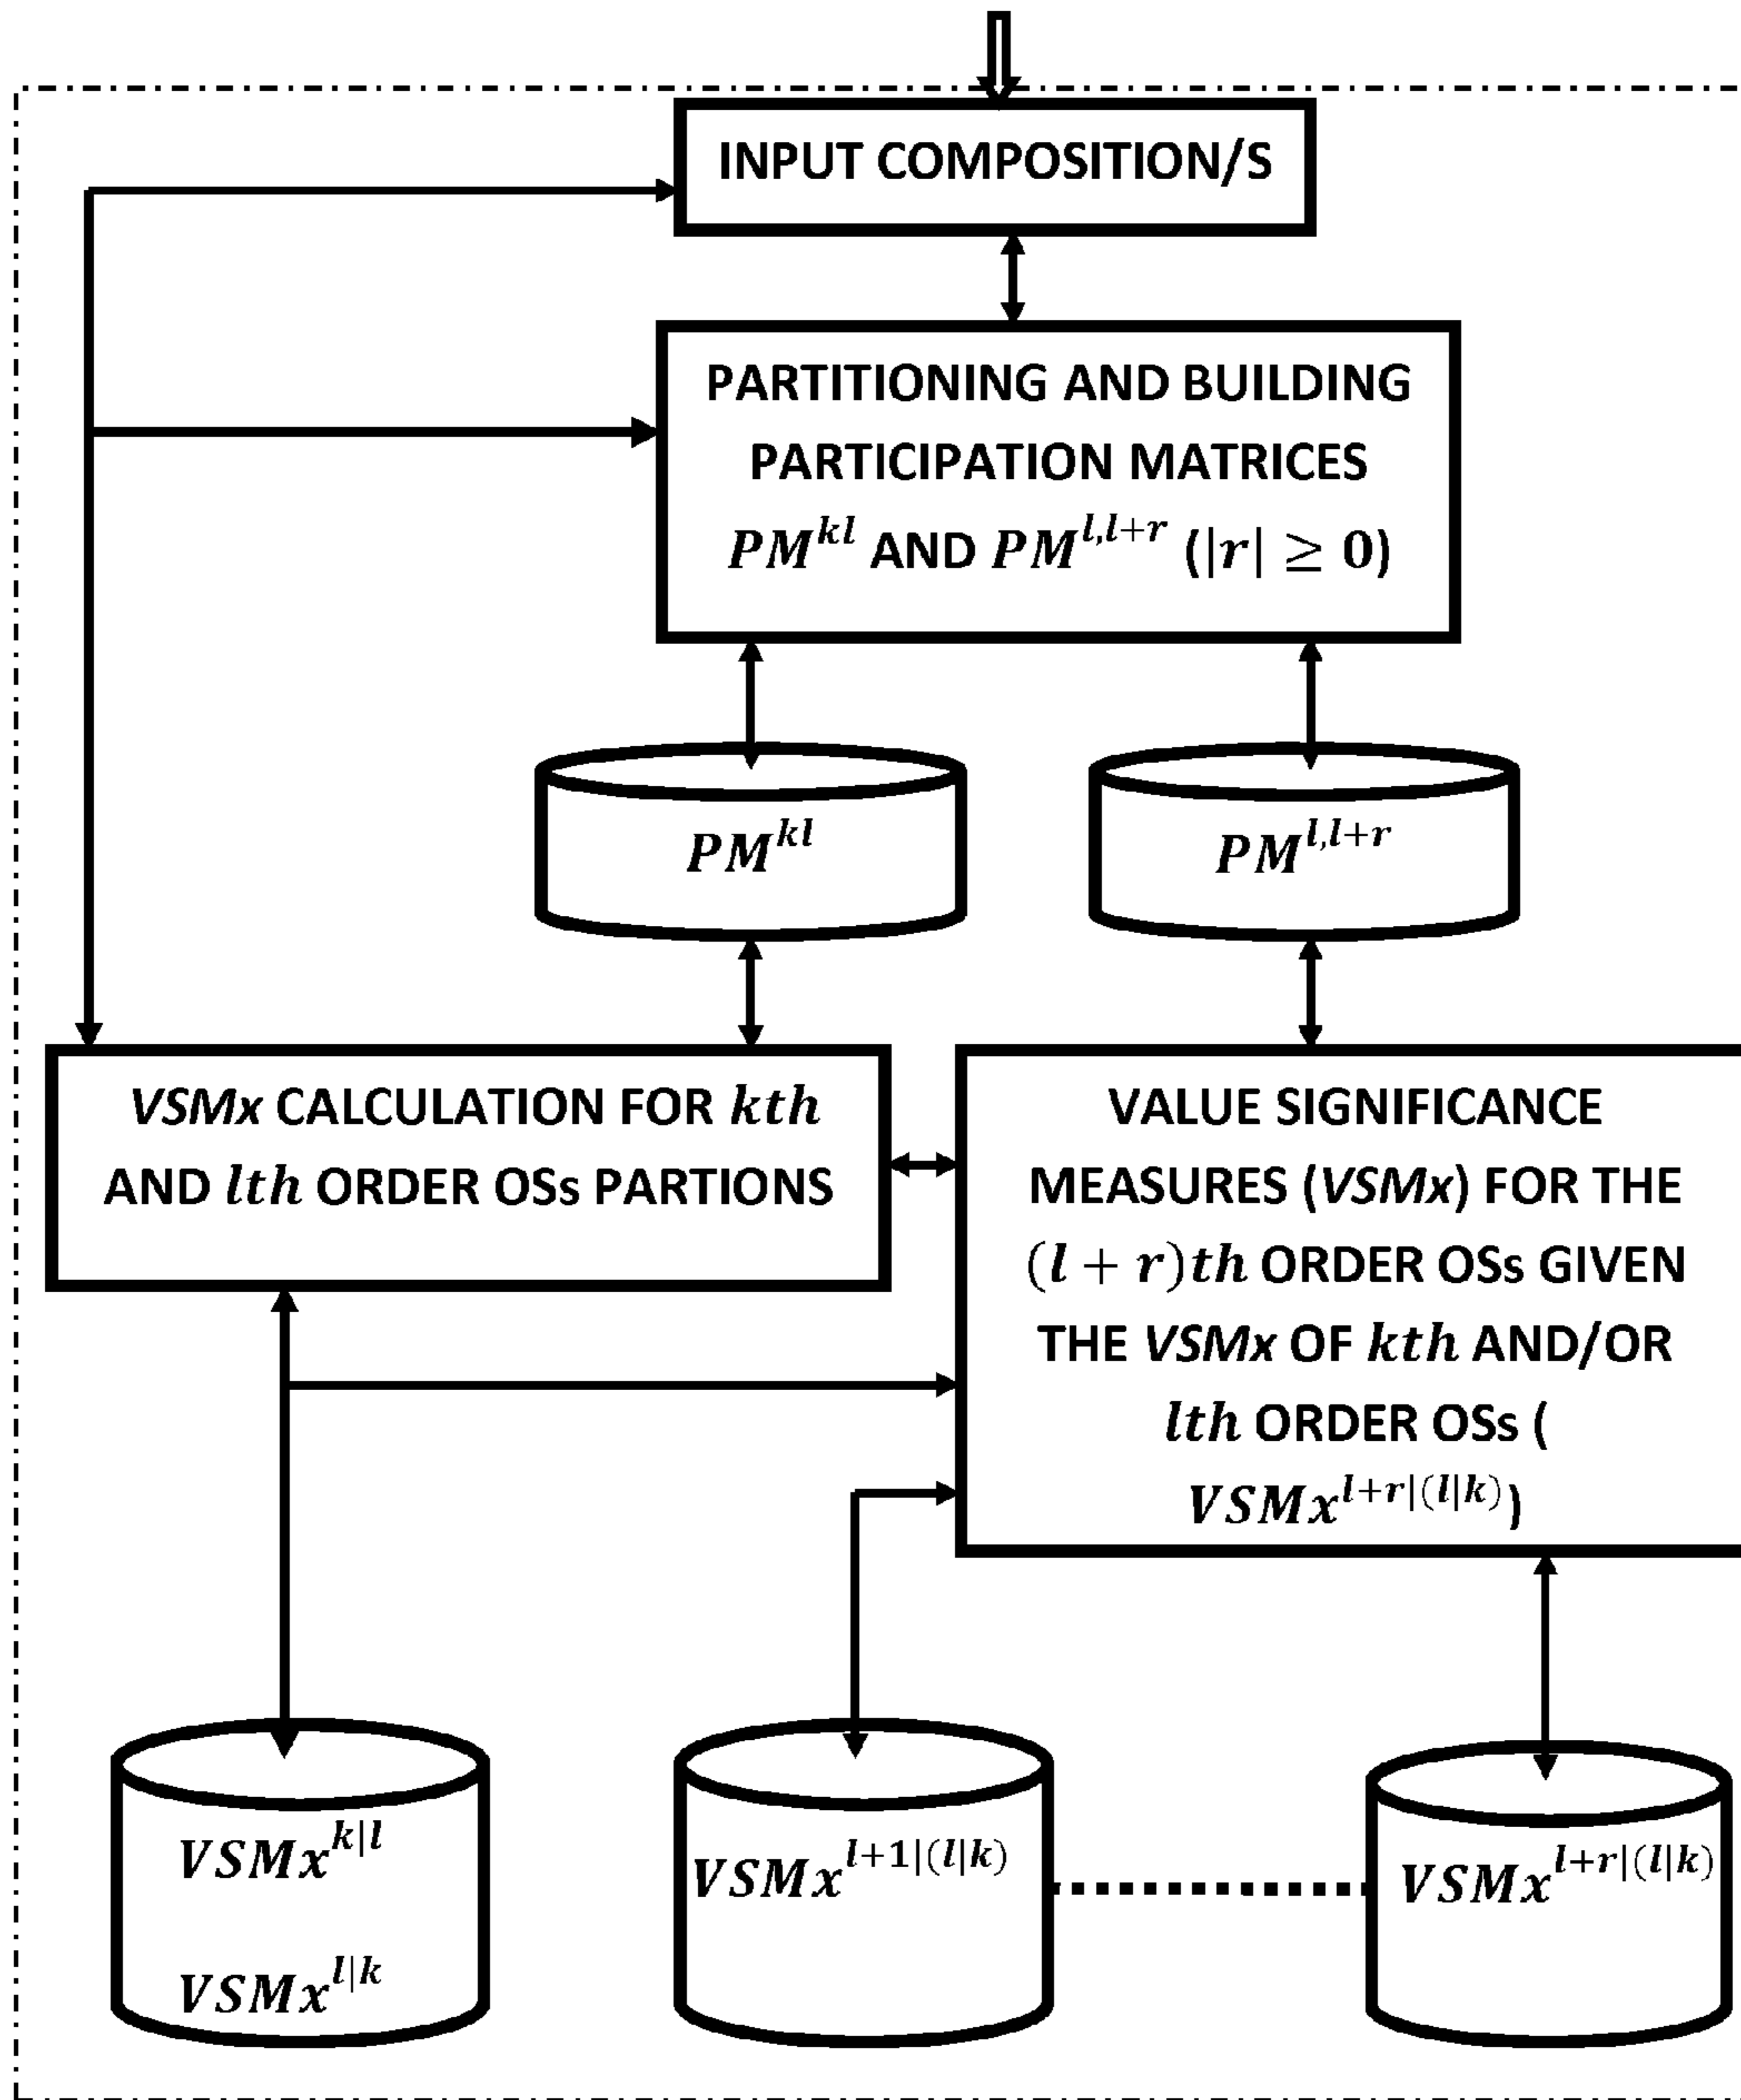 INPUT COMPOSITION/S
PARTITIONING AND BUILDING
PARTICIPATION MATRICES
PM^{kl} AND PM^{l,l+r} (|r| ≥ 0)
PM^{kl}
PM^{l,l+r}
VSMx CALCULATION FOR kth
AND lth ORDER OSs PARTIONS
VALUE SIGNIFICANCE
MEASURES (VSMx) FOR THE
(l + r)th ORDER OSs GIVEN
THE VSMx OF kth AND/OR
lth ORDER OSs (
VSMx^{l+r|(l|k)})
VSMx^{k|l}
VSMx^{l|k}
VSMx^{l+1|(l|k)}
VSMx^{l+r|(l|k)}